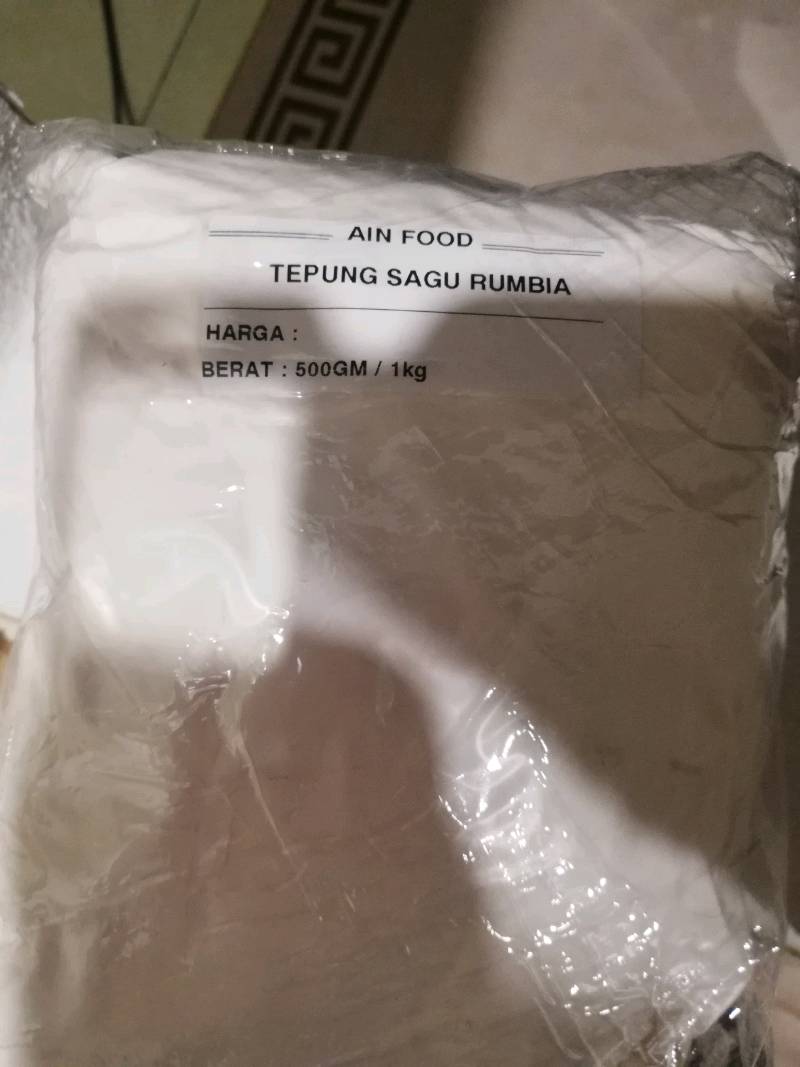 AIN FOOD
TEPUNG SAGU RUMBIA
HARGA :
BERAT : 500GM / 1kg